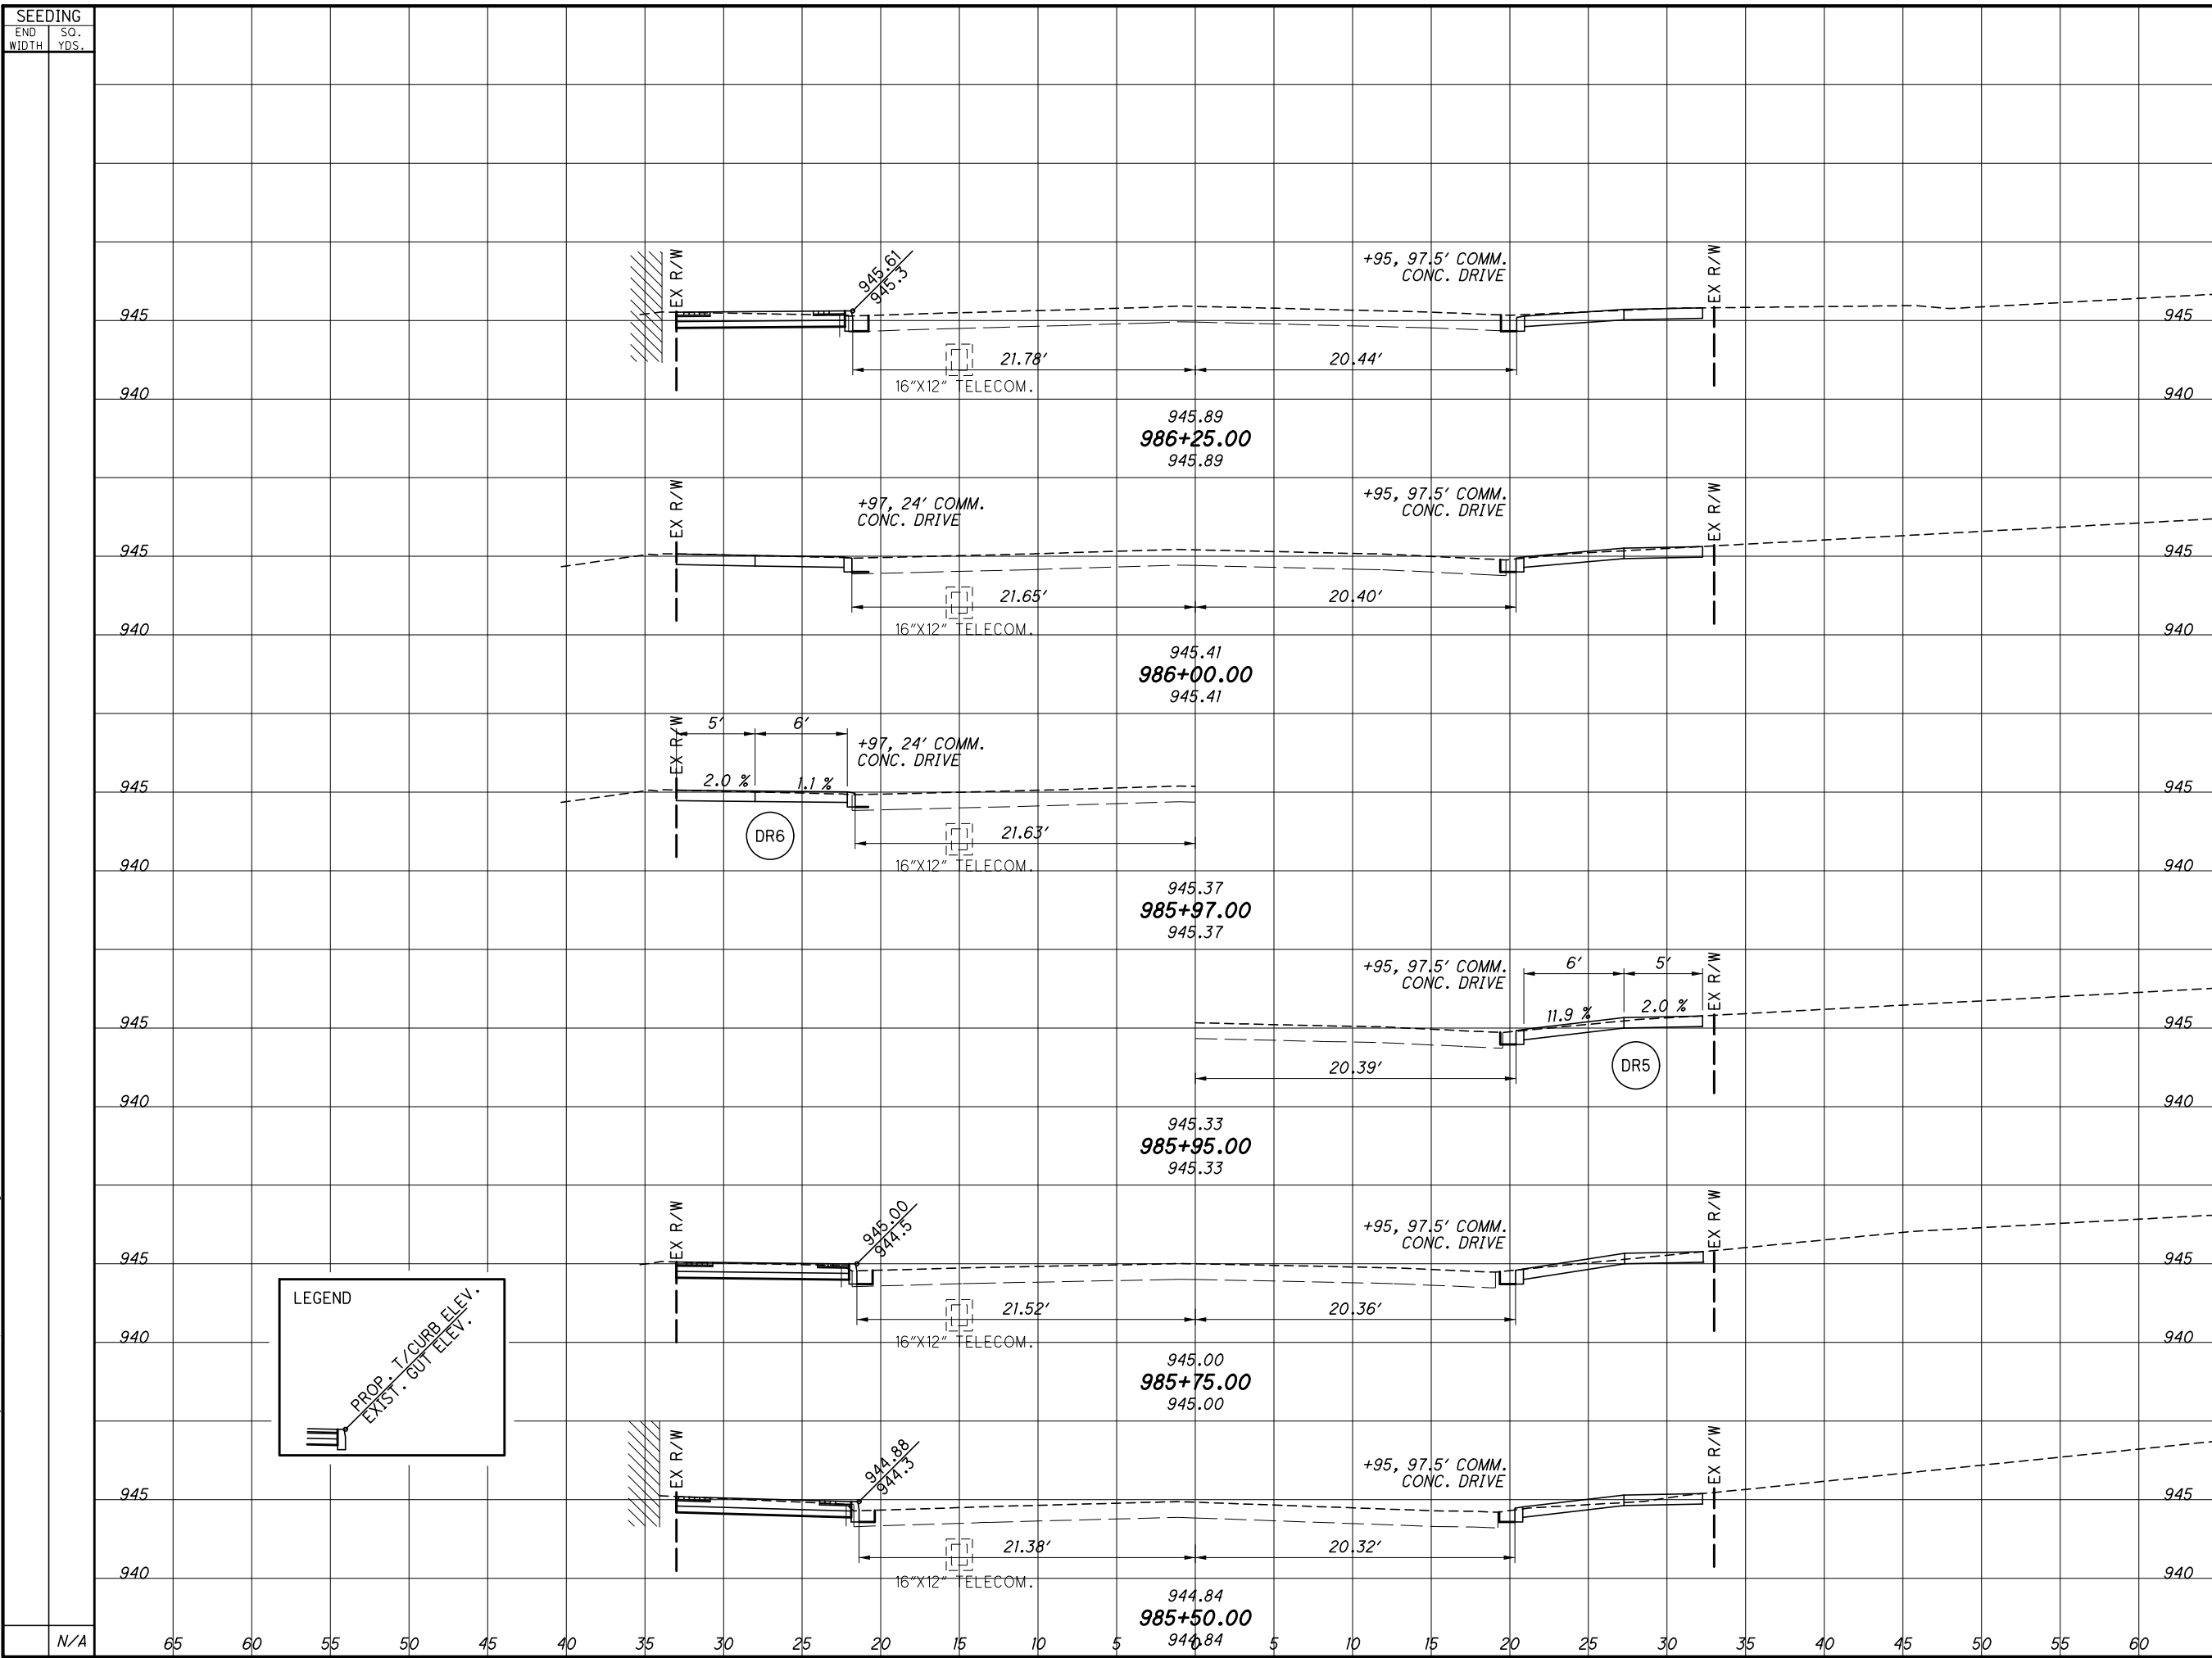 SEEDING
END WIDTH
SQ. YDS.
EX R/W
945.61
945.3
+95, 97.5' COMM.
CONC. DRIVE
EX R/W
945
945
21.78'
20.44'
16"X12" TELECOM.
940
940
945.89
986+25.00
945.89
EX R/W
+97, 24' COMM.
CONC. DRIVE
+95, 97.5' COMM.
CONC. DRIVE
EX R/W
945
945
21.65'
20.40'
16"X12" TELECOM.
940
940
945.41
986+00.00
945.41
EX R/W
5'
6'
+97, 24' COMM.
CONC. DRIVE
2.0 %
1.1 %
945
945
DR6
21.63'
16"X12" TELECOM.
940
940
945.37
985+97.00
945.37
+95, 97.5' COMM.
CONC. DRIVE
6'
5'
EX R/W
11.9 %
2.0 %
945
945
20.39'
DR5
940
940
945.33
985+95.00
945.33
EX R/W
945.00
944.5
+95, 97.5' COMM.
CONC. DRIVE
EX R/W
945
945
21.52'
20.36'
16"X12" TELECOM.
940
940
945.00
985+75.00
945.00
LEGEND
PROP. T/CURB ELEV.
EXIST. GUT ELEV.
EX R/W
944.88
944.3
+95, 97.5' COMM.
CONC. DRIVE
EX R/W
945
945
21.38'
20.32'
16"X12" TELECOM.
940
940
944.84
985+50.00
944.84
N/A
65 60 55 50 45 40 35 30 25 20 15 10 5 0 5 10 15 20 25 30 35 40 45 50 55 60